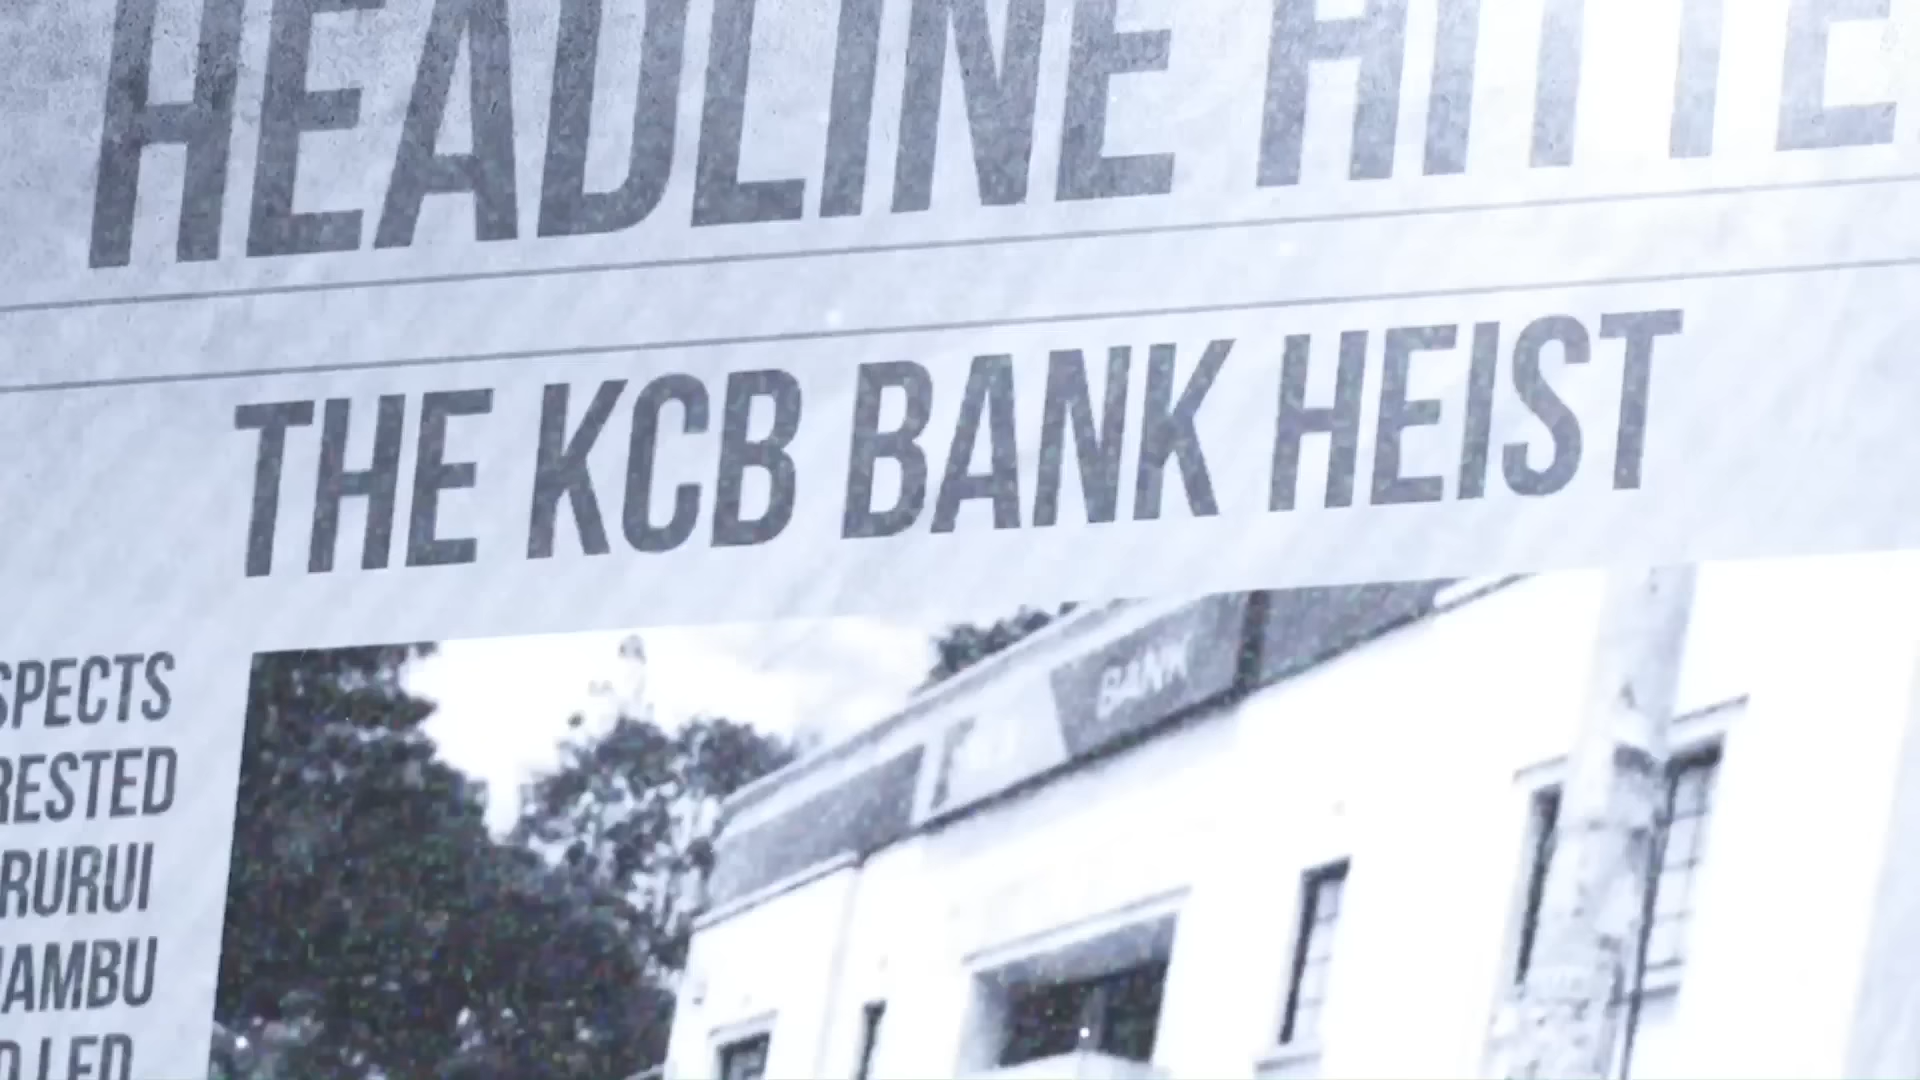 HEADLINE HITTE
THE KCB BANK HEIST
BANK
SPECTS
RESTED
RURUI
IAMBU